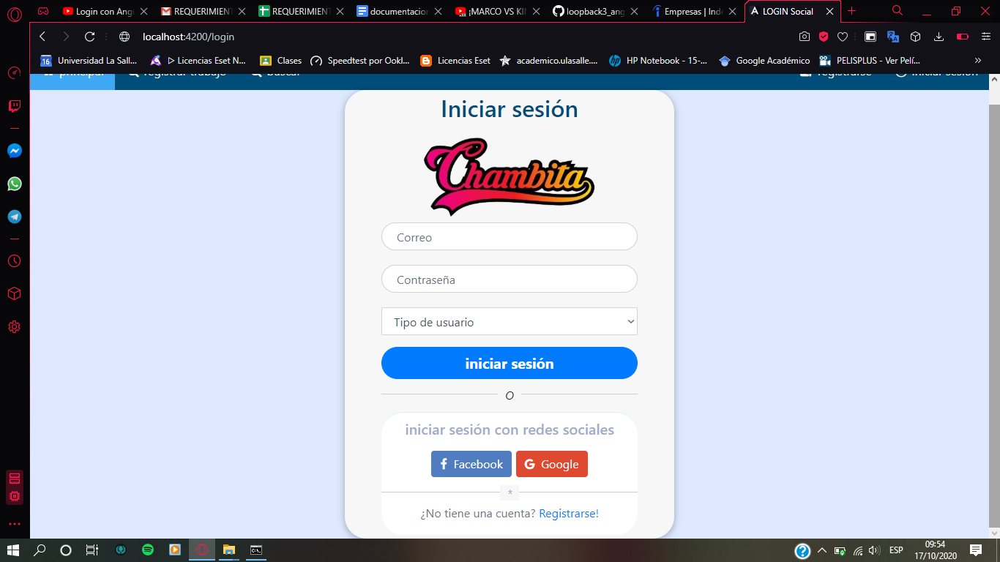 Login con Ang
REQUERIMIENT
REQUERIMIENT
documentacion
¡MARCO VS KIN
loopback3_ang
Empresas | Inde
LOGIN Social
localhost:4200/login
16 Universidad La Sall...
ᐅ Licencias Eset N...
Clases
Speedtest por Ookl...
Licencias Eset
academico.ulasalle....
HP Notebook - 15-...
Google Académico
PELISPLUS - Ver Pelí...
»
principal
registrar trabajo
buscar
registrarse
iniciar sesión
Iniciar sesión
Chambita
Correo
Contraseña
Tipo de usuario
iniciar sesión
O
iniciar sesión con redes sociales
Facebook
Google
*
¿No tiene una cuenta? Registrarse!
ESP
09:54
17/10/2020